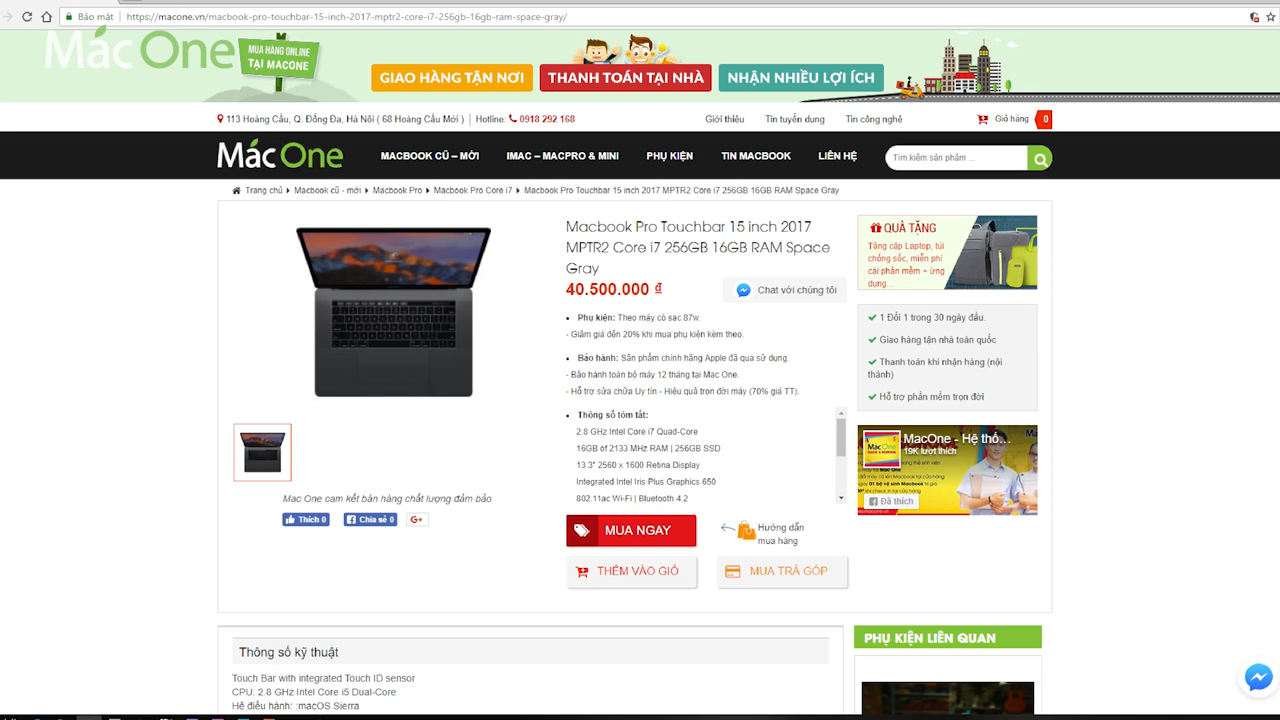 Bảo mật | https://macone.vn/macbook-pro-touchbar-15-inch-2017-mptr2-core-i7-256gb-16gb-ram-space-gray/
Mác One
MUA HÀNG ONLINE
TẠI MACONE
GIAO HÀNG TẬN NƠI
THANH TOÁN TẠI NHÀ
NHẬN NHIỀU LỢI ÍCH
113 Hoàng Cầu, Q. Đống Đa, Hà Nội ( 68 Hoàng Cầu Mới ) | Hotline: 0918 292 168
Giới thiệu
Tin tuyển dụng
Tin công nghệ
Giỏ hàng 0
Mác One
MACBOOK CŨ – MỚI
IMAC – MACPRO & MINI
PHỤ KIỆN
TIN MACBOOK
LIÊN HỆ
Tìm kiếm sản phẩm ...
Trang chủ
Macbook cũ - mới
Macbook Pro
Macbook Pro Core i7
Macbook Pro Touchbar 15 inch 2017 MPTR2 Core i7 256GB 16GB RAM Space Gray
Macbook Pro Touchbar 15 inch 2017
MPTR2 Core i7 256GB 16GB RAM Space
Gray
40.500.000 ₫
Chat với chúng tôi
• Phụ kiện: Theo máy có sạc 87w.
- Giảm giá đến 20% khi mua phụ kiện kèm theo.
• Bảo hành: Sản phẩm chính hãng Apple đã qua sử dụng.
- Bảo hành toàn bộ máy 12 tháng tại Mac One.
- Hỗ trợ sửa chữa Uy tín - Hiệu quả trọn đời máy (70% giá TT).
• Thông số tóm tắt:
2.8 GHz Intel Core i7 Quad-Core
16GB of 2133 MHz RAM | 256GB SSD
13.3" 2560 x 1600 Retina Display
Integrated Intel Iris Plus Graphics 650
802.11ac Wi-Fi | Bluetooth 4.2
Mac One cam kết bán hàng chất lượng đảm bảo
Thích 0
Chia sẻ 0
G+
MUA NGAY
Hướng dẫn
mua hàng
THÊM VÀO GIỎ
MUA TRẢ GÓP
QUÀ TẶNG
Tặng cặp Laptop, túi
chống sốc, miễn phí
cài phần mềm + ứng
dụng...
1 Đổi 1 trong 30 ngày đầu.
Giao hàng tận nhà toàn quốc
Thanh toán khi nhận hàng (nội
thành)
Hỗ trợ phần mềm trọn đời
MacOne - Hệ thố...
19K lượt thích
Đã thích
Thông số kỹ thuật
Touch Bar with integrated Touch ID sensor
CPU: 2.8 GHz Intel Core i5 Dual-Core
Hệ điều hành: :macOS Sierra
PHỤ KIỆN LIÊN QUAN